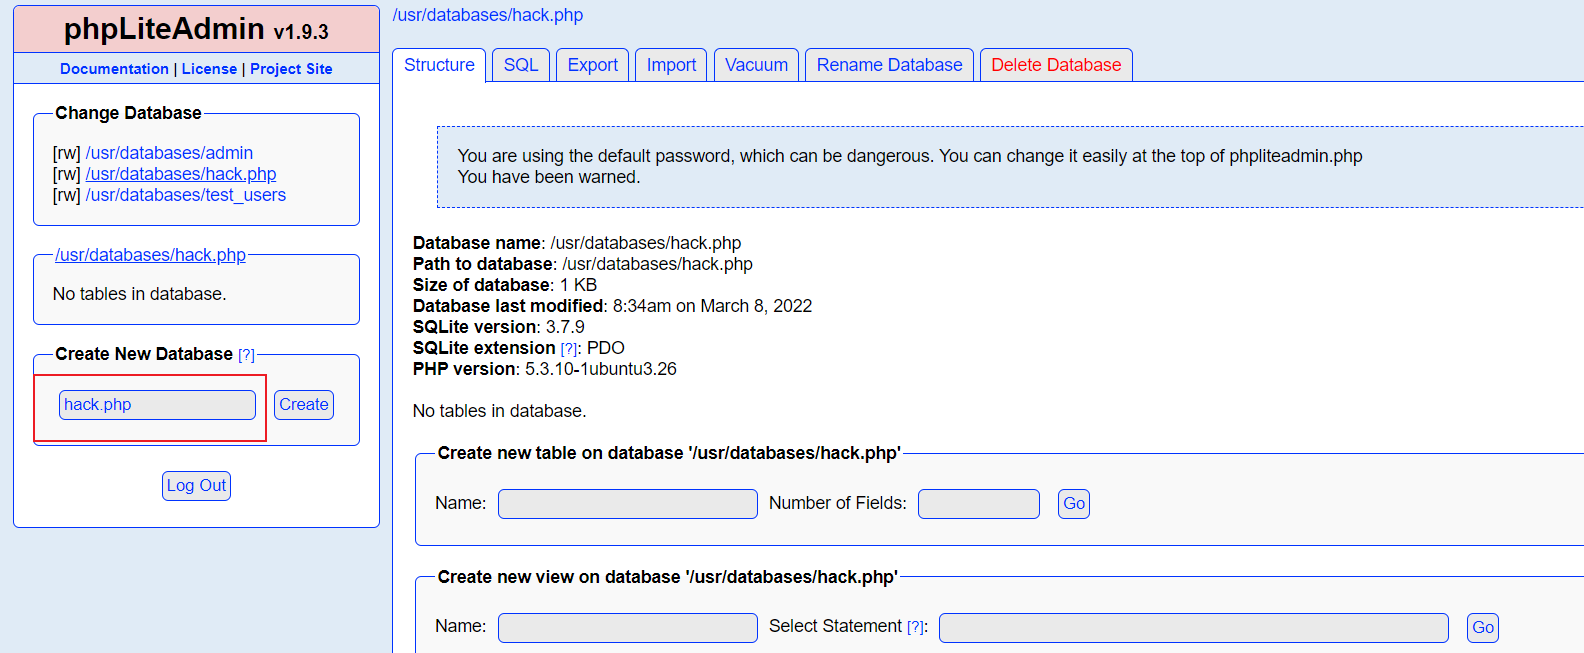 phpLiteAdmin v1.9.3
Documentation | License | Project Site
Change Database
[rw] /usr/databases/admin
[rw] /usr/databases/hack.php
[rw] /usr/databases/test_users
/usr/databases/hack.php
No tables in database.
Create New Database [?]
hack.php Create
Log Out
/usr/databases/hack.php
Structure SQL Export Import Vacuum Rename Database Delete Database
You are using the default password, which can be dangerous. You can change it easily at the top of phpliteadmin.php
You have been warned.
Database name: /usr/databases/hack.php
Path to database: /usr/databases/hack.php
Size of database: 1 KB
Database last modified: 8:34am on March 8, 2022
SQLite version: 3.7.9
SQLite extension [?]: PDO
PHP version: 5.3.10-1ubuntu3.26
No tables in database.
Create new table on database '/usr/databases/hack.php'
Name: Number of Fields: Go
Create new view on database '/usr/databases/hack.php'
Name: Select Statement [?]: Go